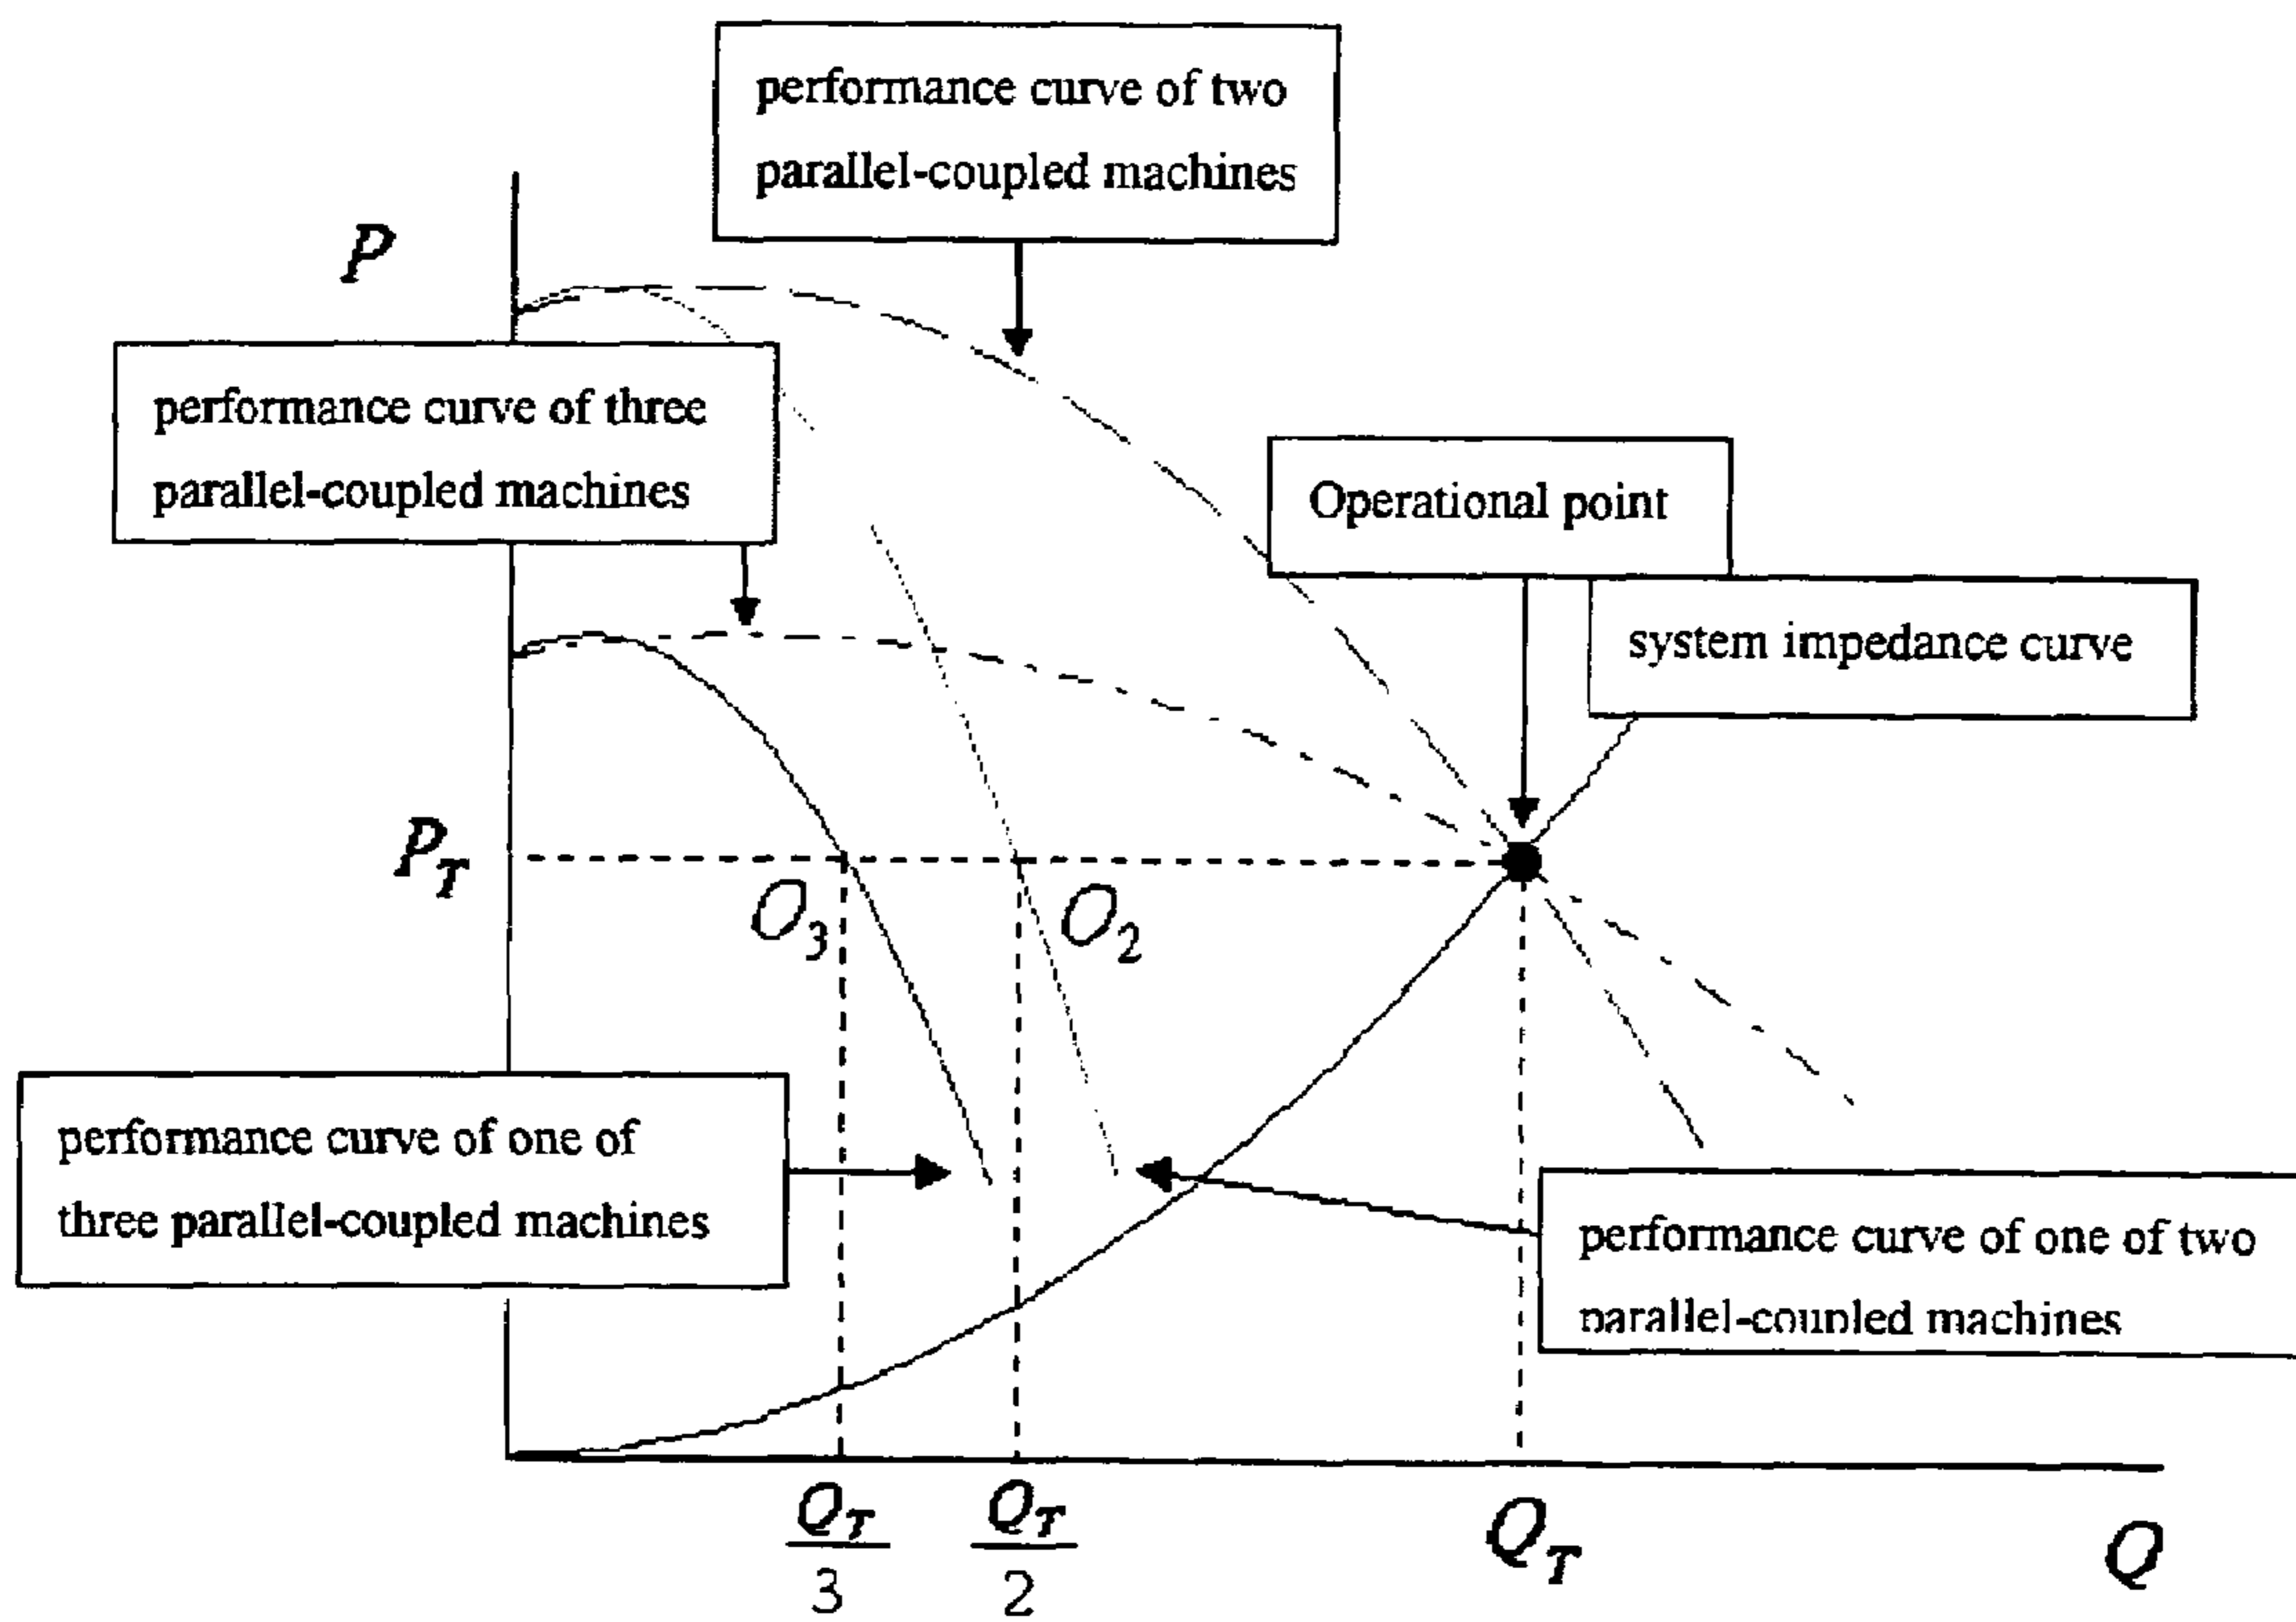 performance curve of two
parallel-coupled machines
P
performance curve of three
parallel-coupled machines
Operational point
system impedance curve
P_T
O_3
O_2
performance curve of one of
three parallel-coupled machines
performance curve of one of two
parallel-coupled machines
Q_T
3
Q_T
2
Q_T
Q